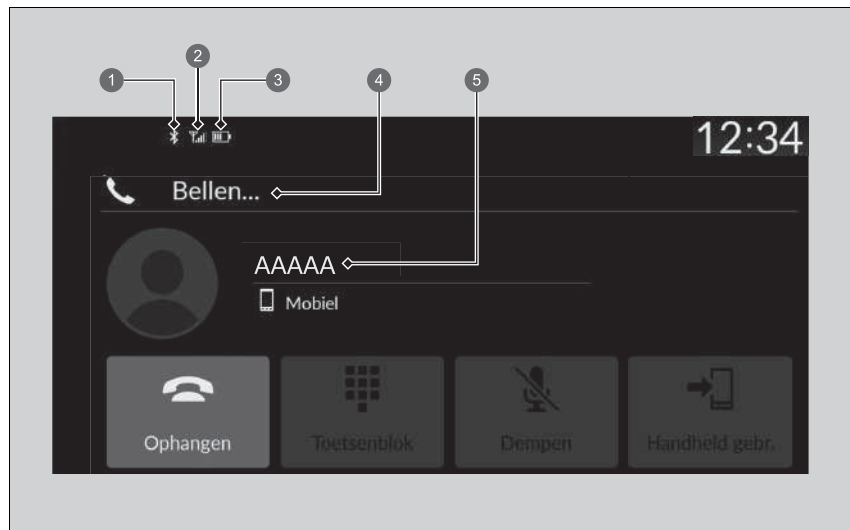 2
1
3
4
5
12:34
Bellen...
AAAAA
Mobiel
Ophangen
Toetsenblok
Dempen
Handheld gebr.